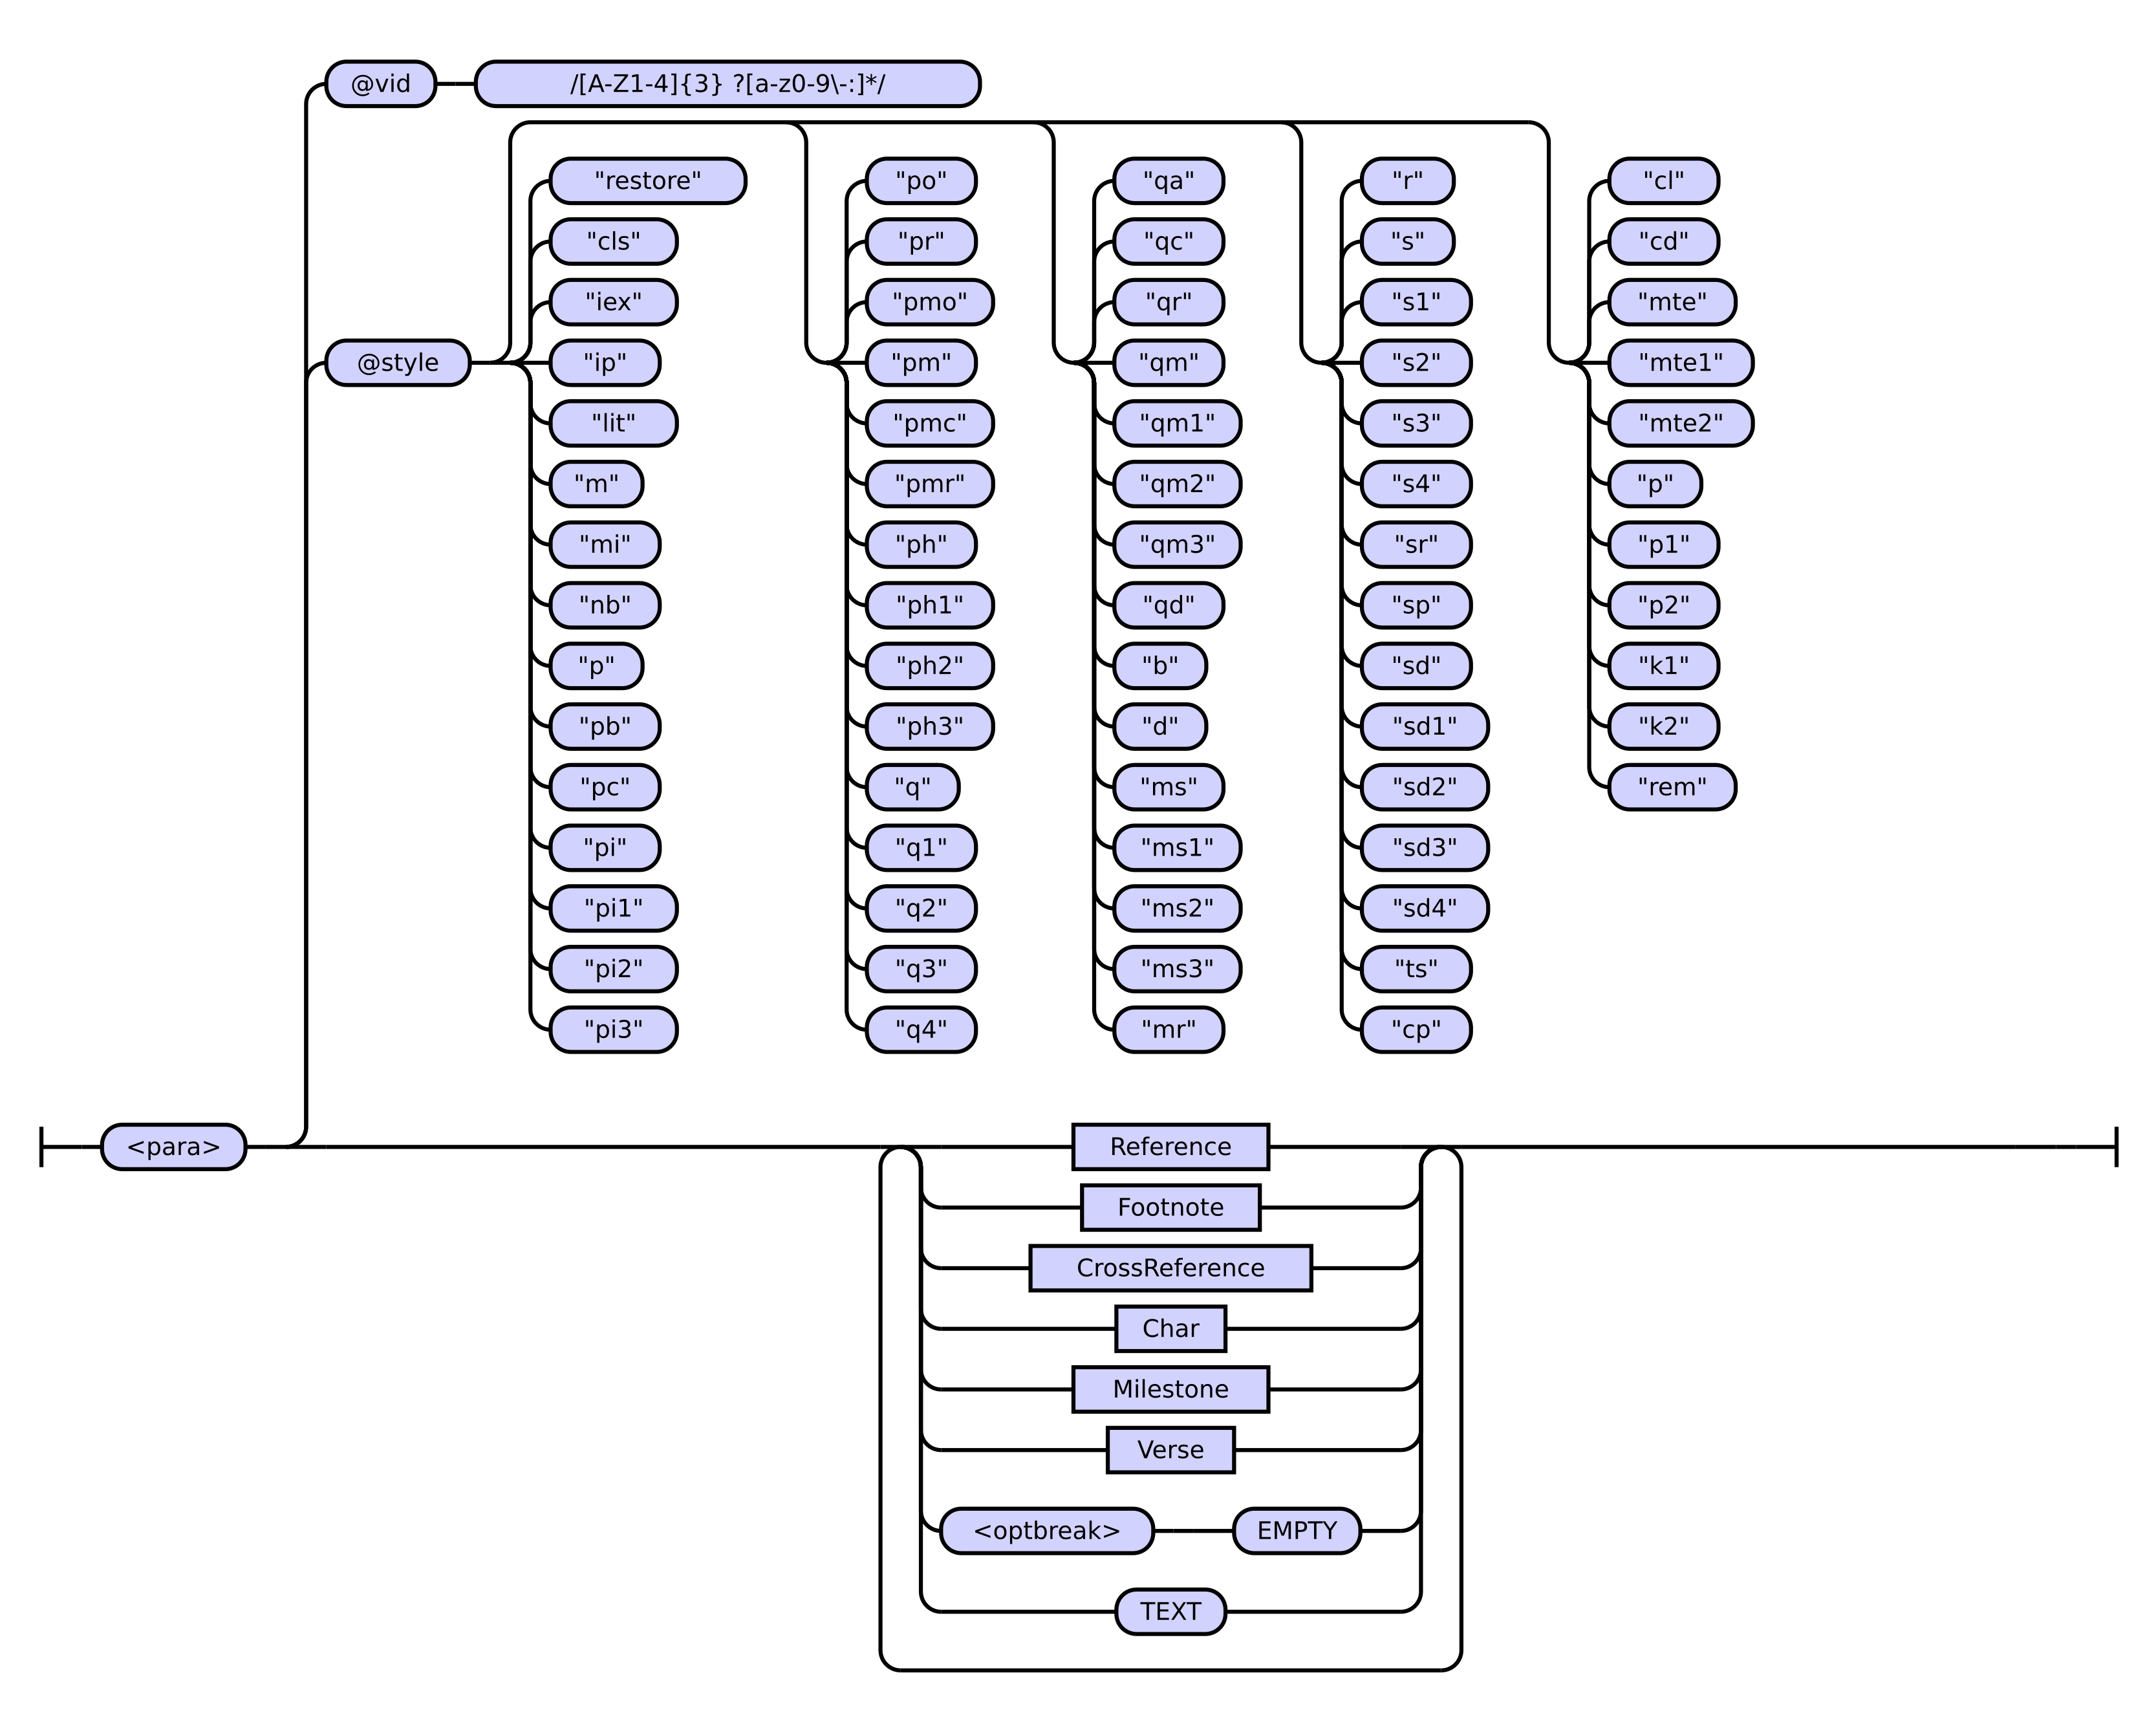 @vid /[A-Z1-4]{3} ?[a-z0-9\-:]*/
"restore" "po" "qa" "r" "cl"
"cls" "pr" "qc" "s" "cd"
"iex" "pmo" "qr" "s1" "mte"
@style "ip" "pm" "qm" "s2" "mte1"
"lit" "pmc" "qm1" "s3" "mte2"
"m" "pmr" "qm2" "s4" "p"
"mi" "ph" "qm3" "sr" "p1"
"nb" "ph1" "qd" "sp" "p2"
"p" "ph2" "b" "sd" "k1"
"pb" "ph3" "d" "sd1" "k2"
"pc" "q" "ms" "sd2" "rem"
"pi" "q1" "ms1" "sd3"
"pi1" "q2" "ms2" "sd4"
"pi2" "q3" "ms3" "ts"
"pi3" "q4" "mr" "cp"
<para> Reference
Footnote
CrossReference
Char
Milestone
Verse
<optbreak> EMPTY
TEXT